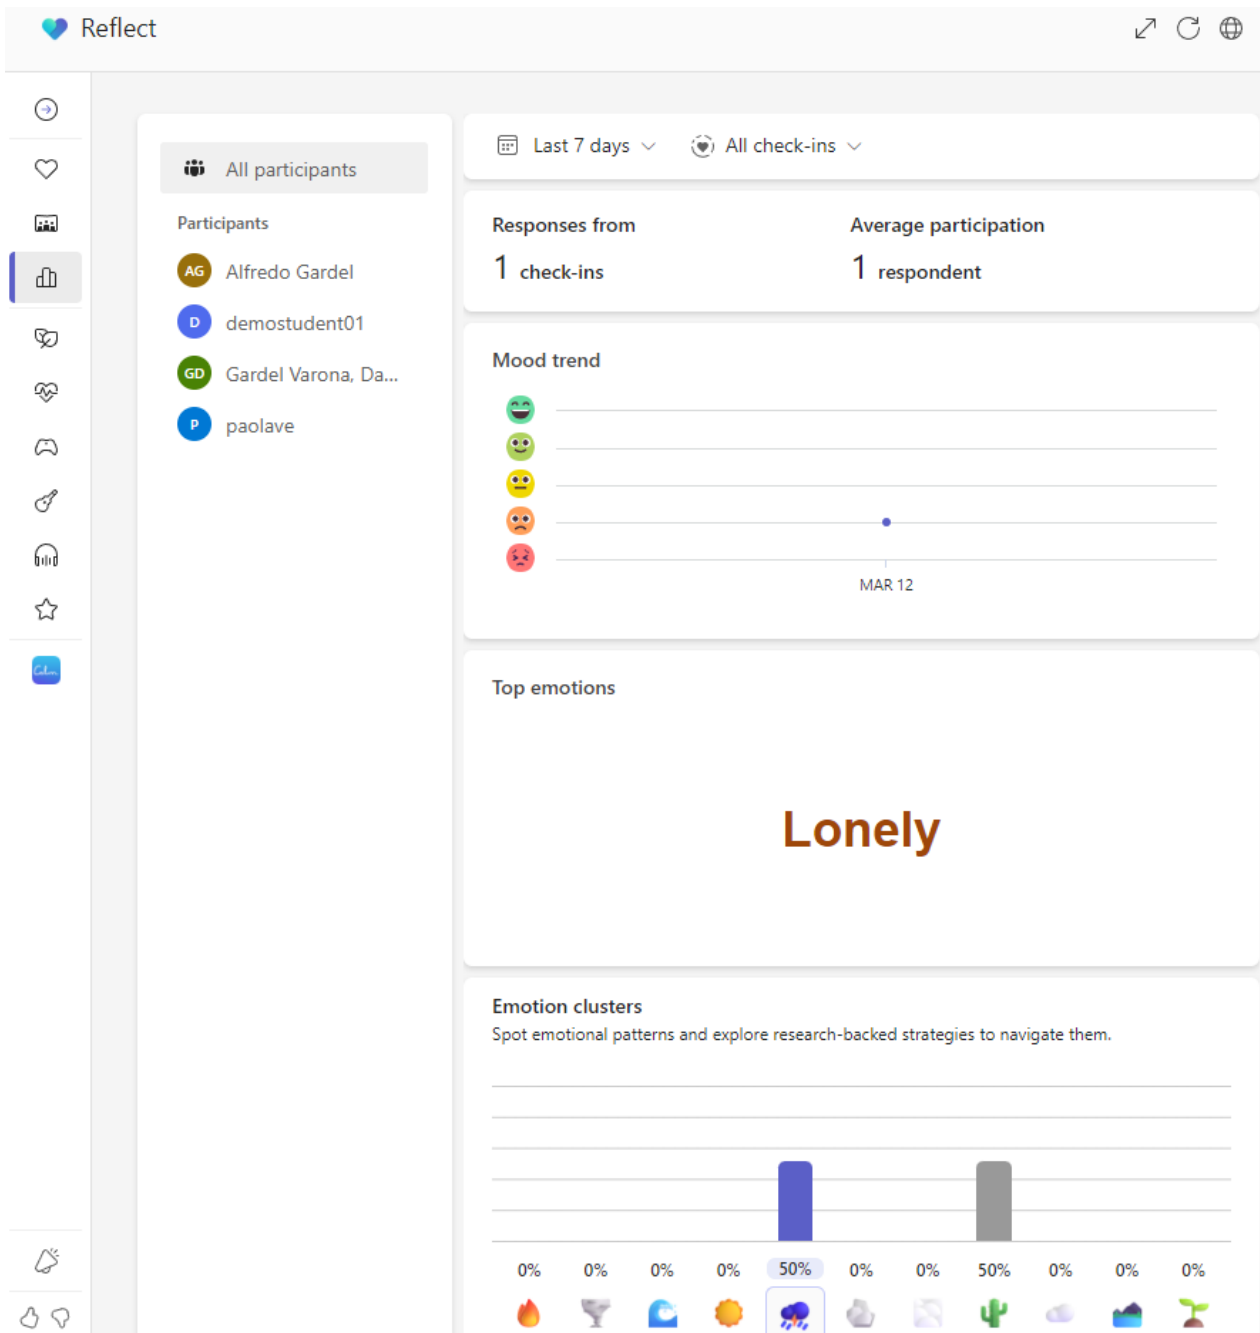 Reflect
All participants
Participants
AG Alfredo Gardel
D demostudent01
GD Gardel Varona, Da...
P paolave
Last 7 days All check-ins
Responses from
1 check-ins
Average participation
1 respondent
Mood trend
MAR 12
Top emotions
Lonely
Emotion clusters
Spot emotional patterns and explore research-backed strategies to navigate them.
0% 0% 0% 0% 50% 0% 0% 50% 0% 0% 0%
Calm